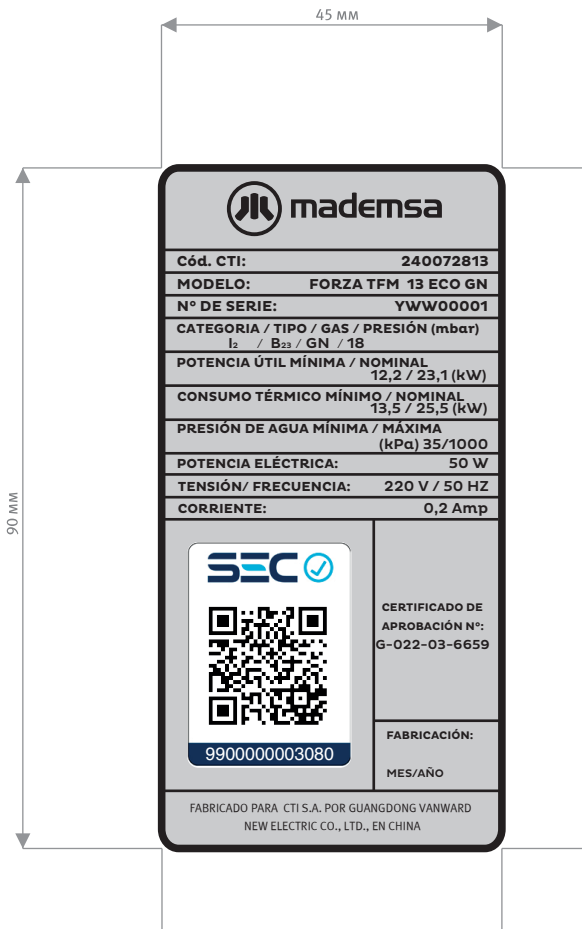 45 MM
90 MM
mademsa
Cód. CTI: 240072813
MODELO: FORZA TFM 13 ECO GN
Nº DE SERIE: YWW00001
CATEGORIA / TIPO / GAS / PRESIÓN (mbar)
I2 / B23 / GN / 18
POTENCIA ÚTIL MÍNIMA / NOMINAL
12,2 / 23,1 (kW)
CONSUMO TÉRMICO MÍNIMO / NOMINAL
13,5 / 25,5 (kW)
PRESIÓN DE AGUA MÍNIMA / MÁXIMA
(kPa) 35/1000
POTENCIA ELÉCTRICA: 50 W
TENSIÓN/ FRECUENCIA: 220 V / 50 HZ
CORRIENTE: 0,2 Amp
SEC
9900000003080
CERTIFICADO DE
APROBACIÓN Nº:
G-022-03-6659
FABRICACIÓN:
MES/AÑO
FABRICADO PARA CTI S.A. POR GUANGDONG VANWARD
NEW ELECTRIC CO., LTD., EN CHINA